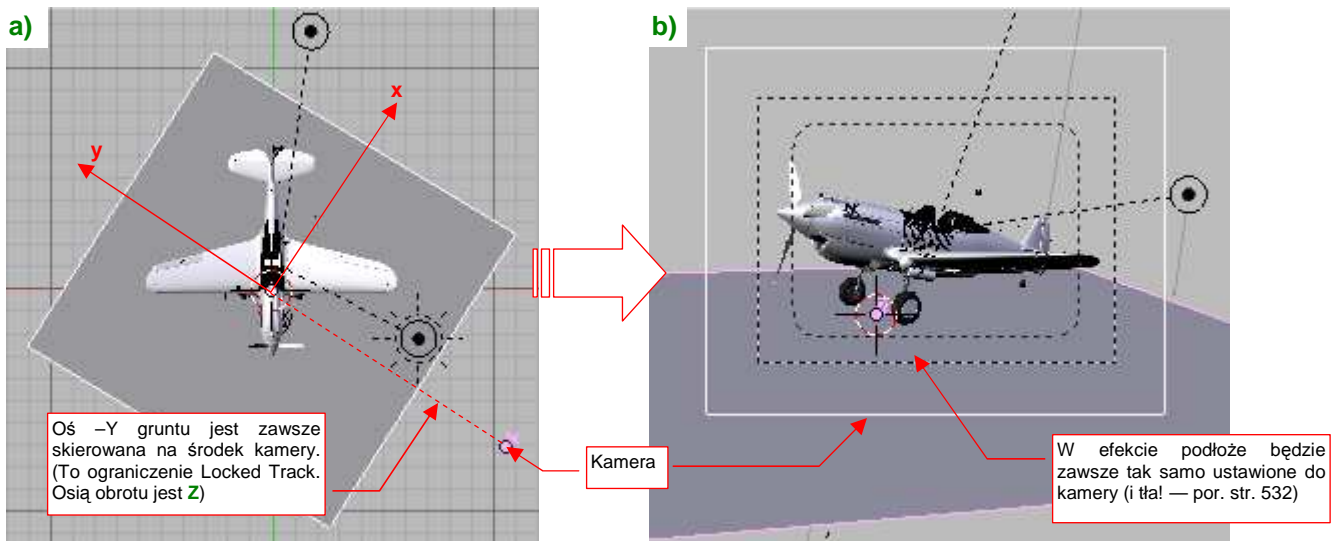 a)
x
y
Oś –Y gruntu jest zawsze
skierowana na środek kamery.
(To ograniczenie Locked Track.
Osią obrotu jest Z)
Kamera
b)
W efekcie podłoże będzie
zawsze tak samo ustawione do
kamery (i tła! — por. str. 532)